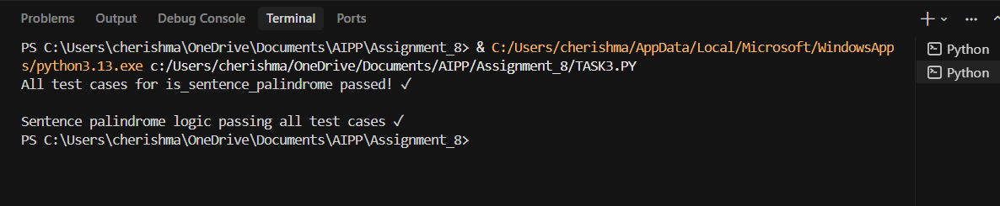 Problems Output Debug Console Terminal Ports
PS C:\Users\cherishma\OneDrive\Documents\AIPP\Assignment_8> & C:/Users/cherishma/AppData/Local/Microsoft/WindowsApp
s/python3.13.exe c:/Users/cherishma/OneDrive/Documents/AIPP/Assignment_8/TASK3.PY
All test cases for is_sentence_palindrome passed! ✓
Sentence palindrome logic passing all test cases ✓
PS C:\Users\cherishma\OneDrive\Documents\AIPP\Assignment_8>
Python
Python